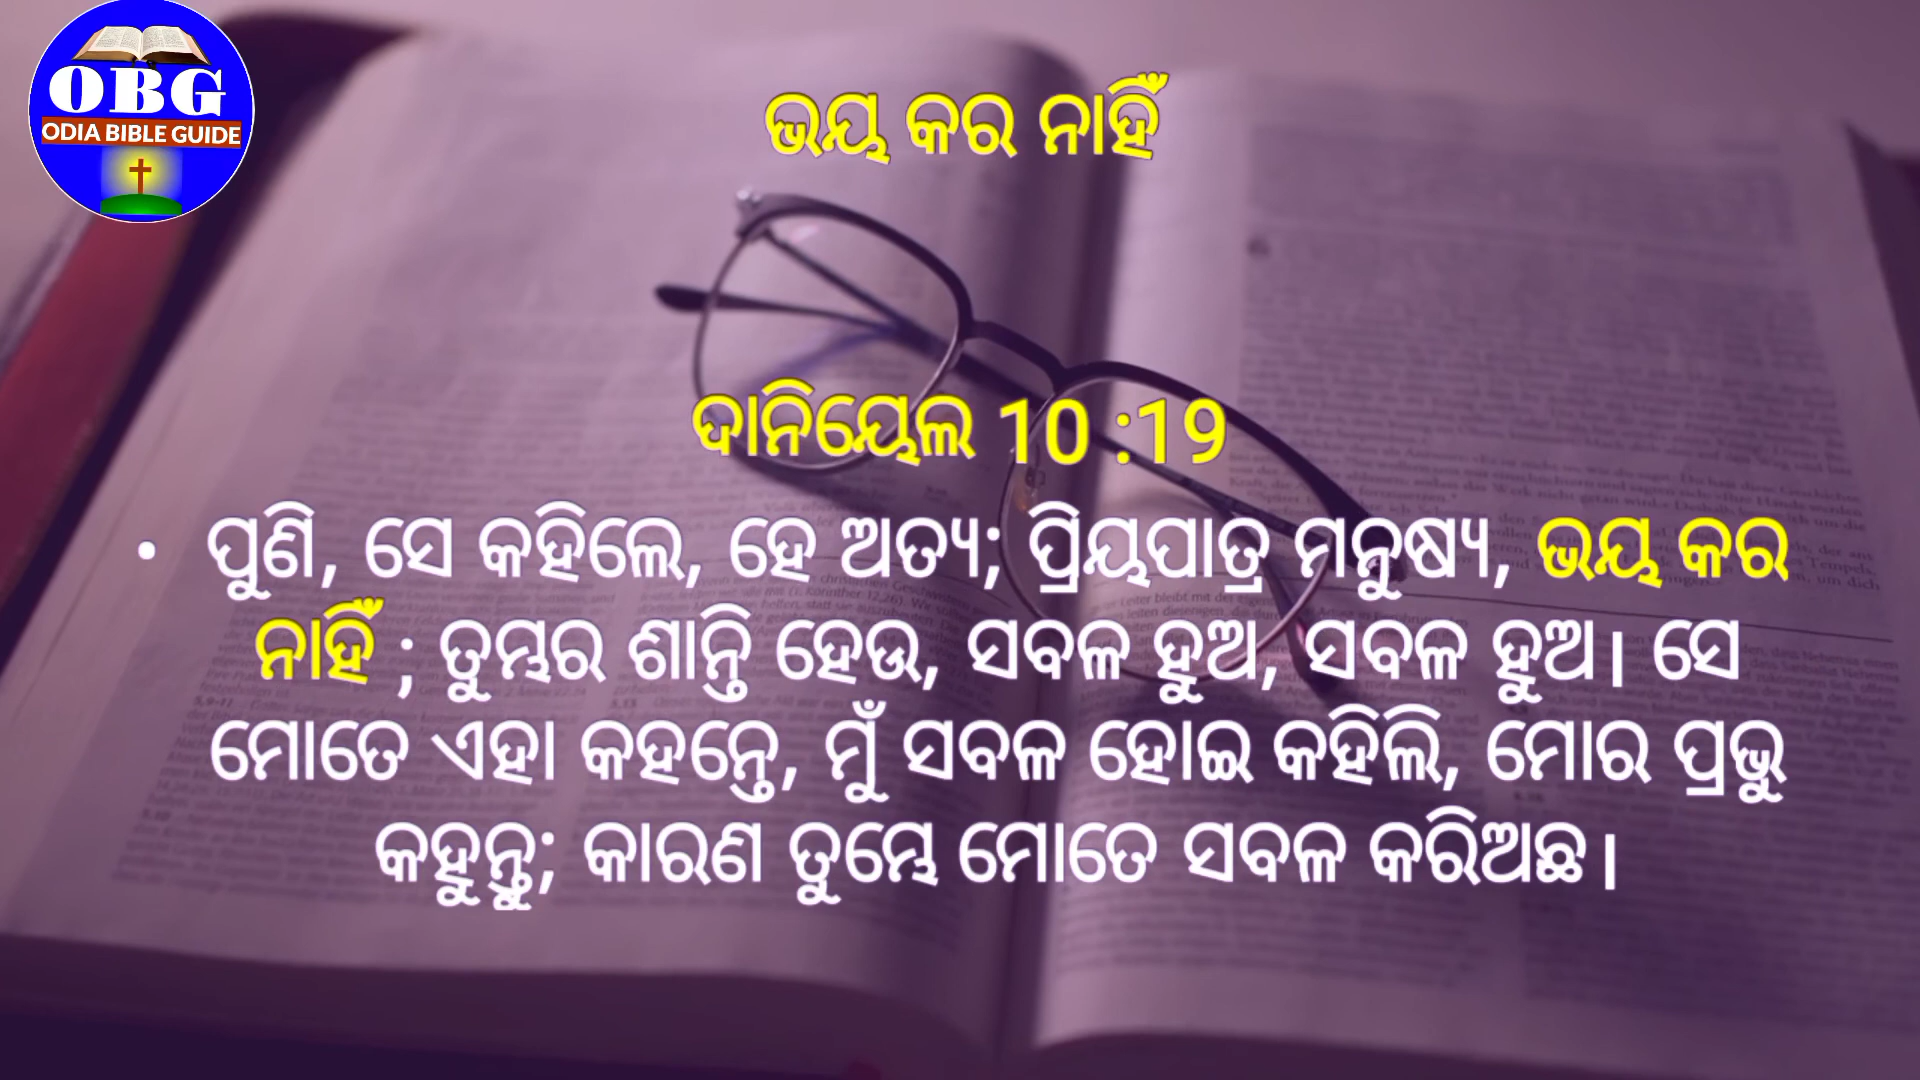 OBG
ODIA BIBLE GUIDE
ଭୟ କର ନାହିଁ
ଦାନିୟେଲ 10 :19
• ପୁଣି, ସେ କହିଲେ, ହେ ଅତ୍ୟ; ପ୍ରିୟପାତ୍ର ମନୁଷ୍ୟ, ଭୟ କର
ନାହିଁ ; ତୁମ୍ଭର ଶାନ୍ତି ହେଉ, ସବଳ ହୁଅ, ସବଳ ହୁଅ| ସେ
ମୋତେ ଏହା କହନ୍ତେ, ମୁଁ ସବଳ ହୋଇ କହିଲି, ମୋର ପ୍ରଭୁ
କହୁନ୍ତୁ; କାରଣ ତୁମ୍ଭେ ମୋତେ ସବଳ କରିଅଛ|